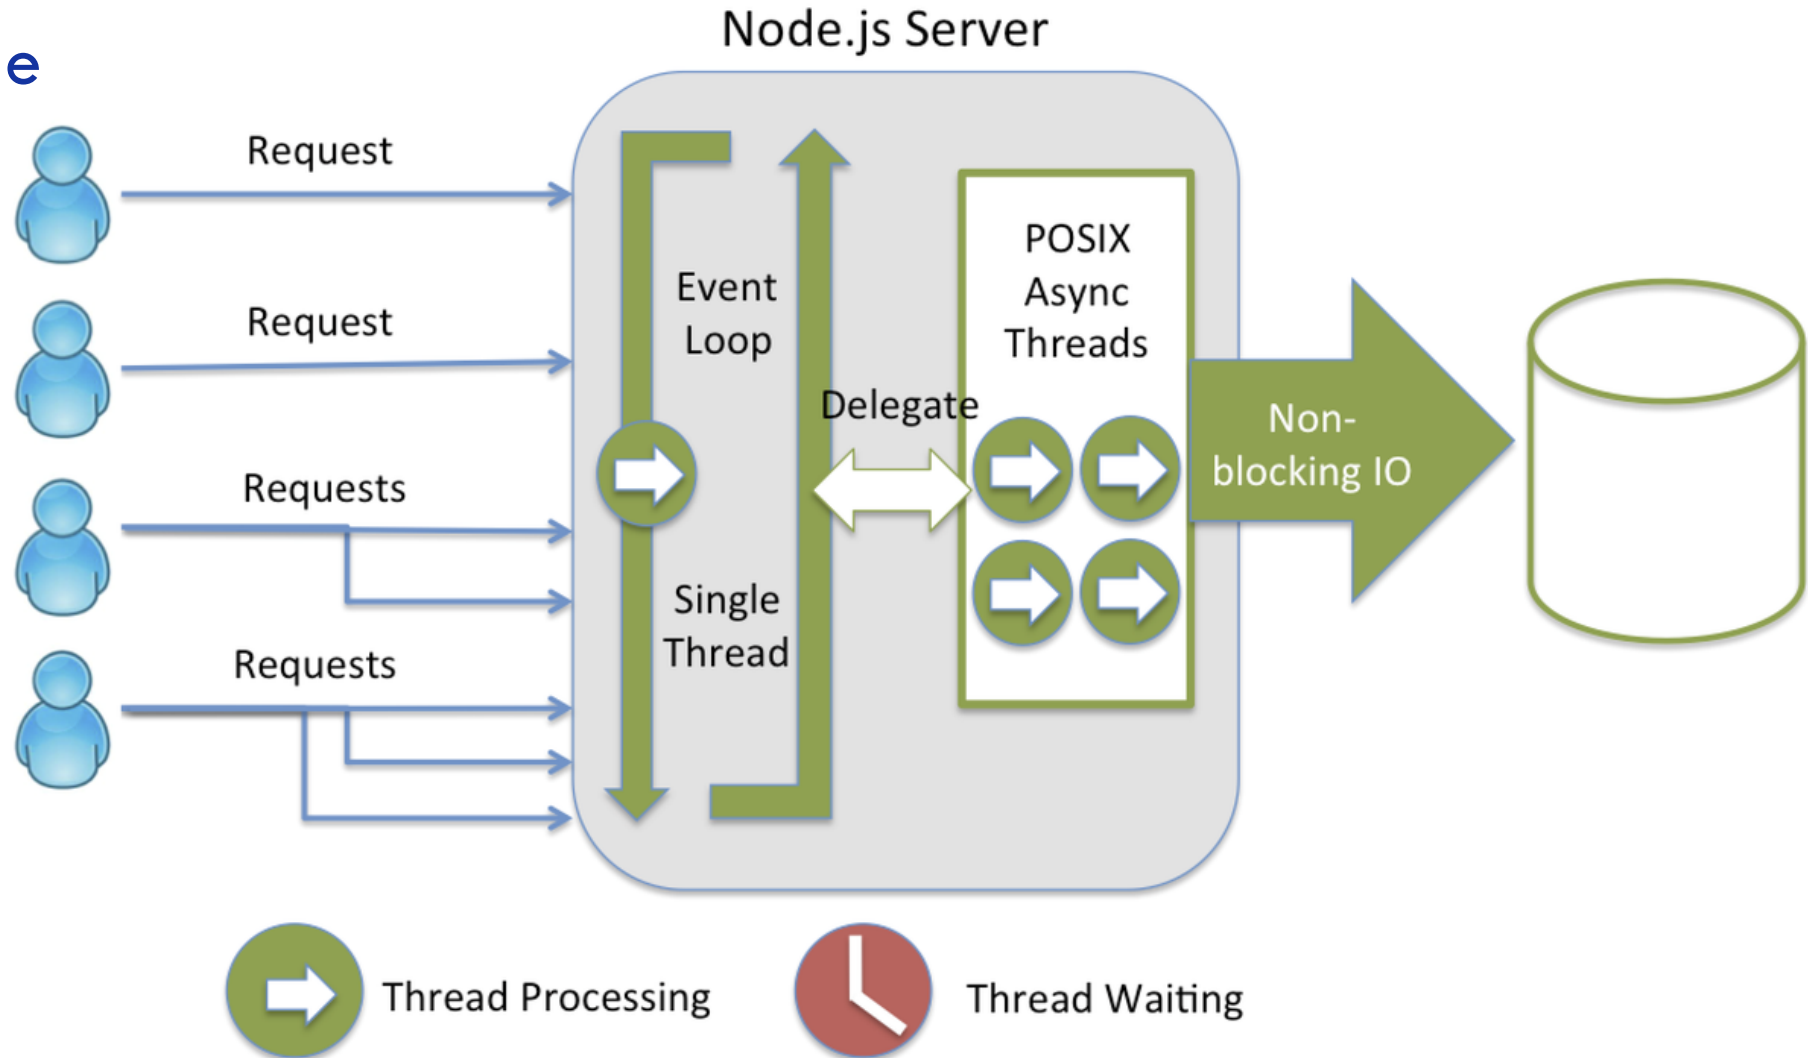 Node.js Server
e
Request
Request
Requests
Requests
Event
Loop
Single
Thread
Delegate
POSIX
Async
Threads
Non-
blocking IO
Thread Processing
Thread Waiting